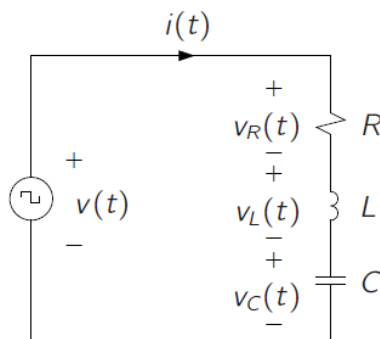 i(t)
+
v_R(t)
−
R
+
v(t)
−
+
v_L(t)
−
L
+
v_C(t)
−
C